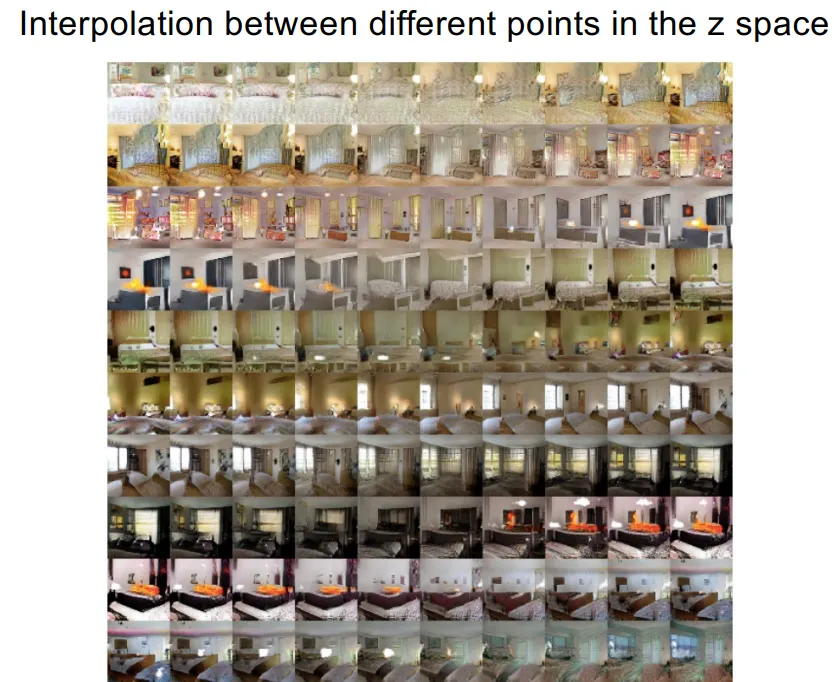 Interpolation between different points in the z space